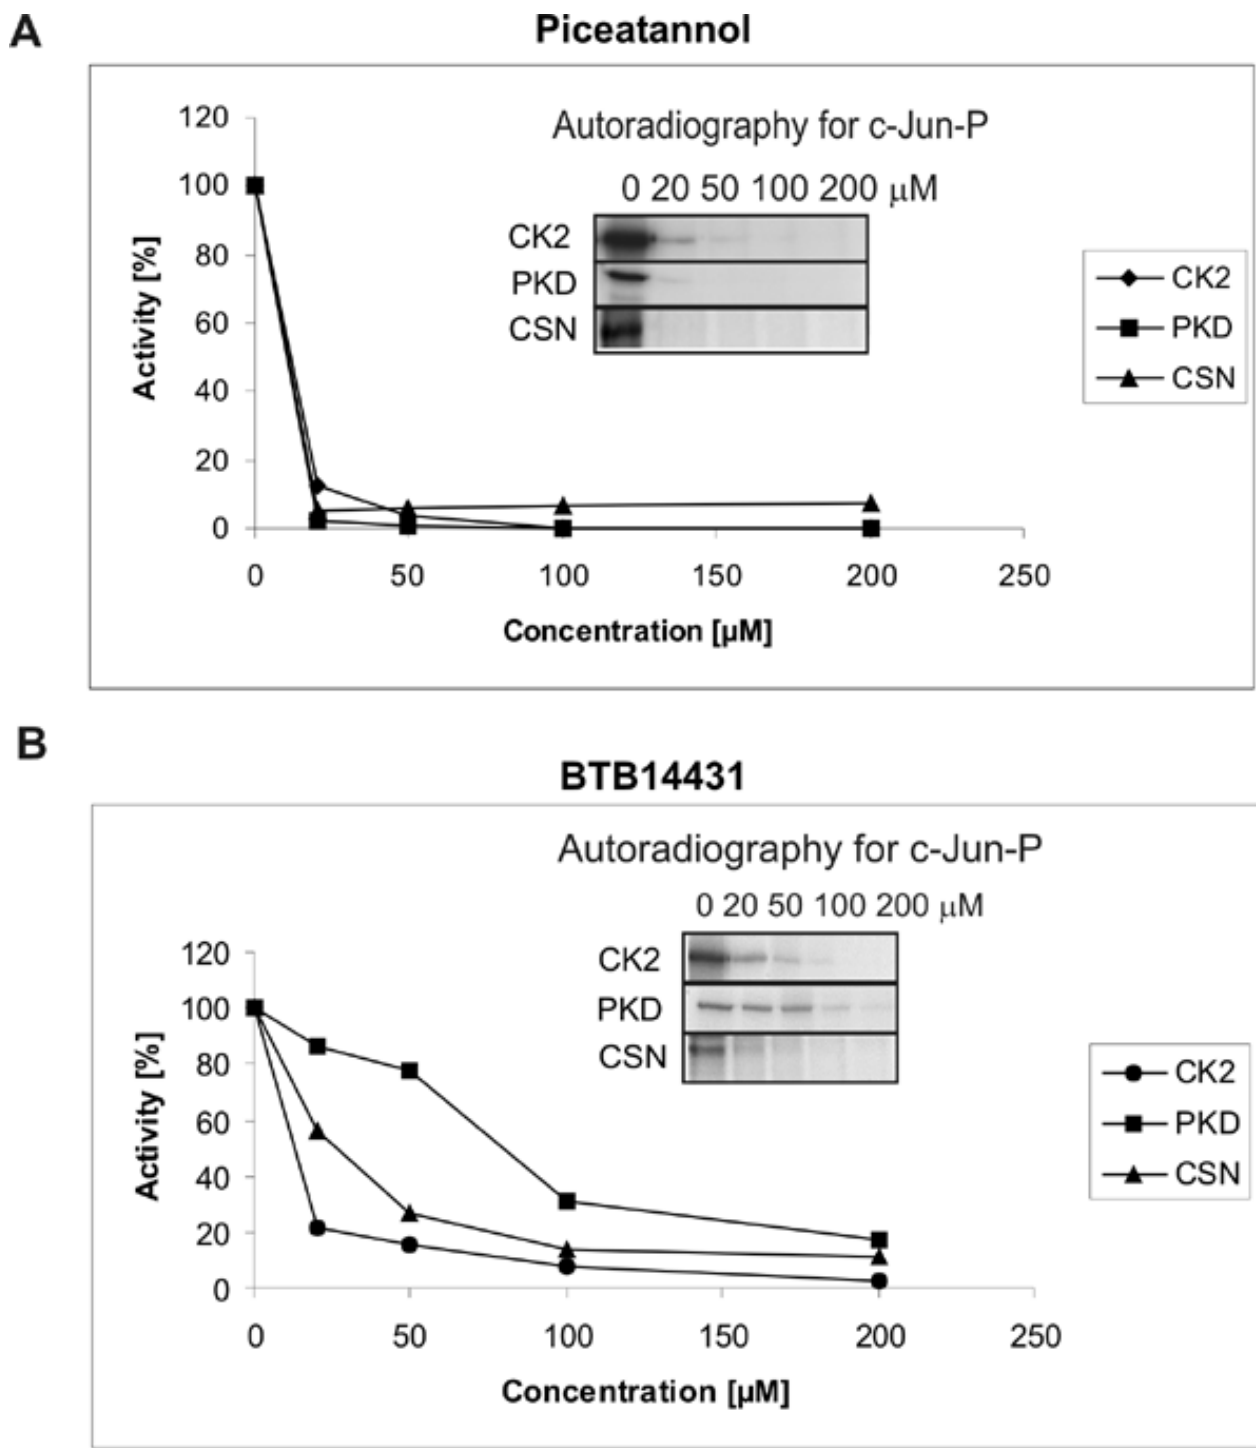 A
Piceatannol
Autoradiography for c-Jun-P
0 20 50 100 200 μM
CK2
PKD
CSN
120
100
80
60
40
20
0
Activity [%]
0 50 100 150 200 250
Concentration [μM]
CK2
PKD
CSN
B
BTB14431
Autoradiography for c-Jun-P
0 20 50 100 200 μM
CK2
PKD
CSN
120
100
80
60
40
20
0
Activity [%]
0 50 100 150 200 250
Concentration [μM]
CK2
PKD
CSN